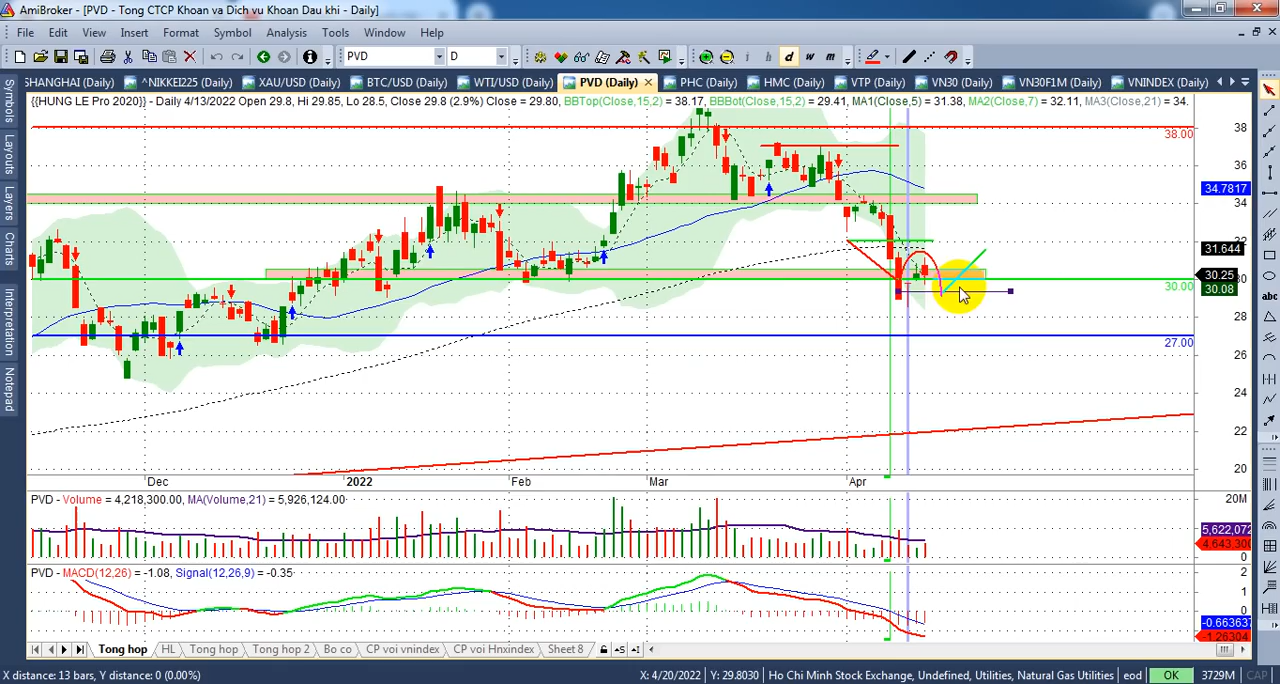 AmiBroker - [PVD - Tong CTCP Khoan va Dich vu Khoan Dau khi - Daily]
File Edit View Insert Format Symbol Analysis Tools Window Help
PVD D i h d w m
SHANGHAI (Daily) ^NIKKEI225 (Daily) XAU/USD (Daily) BTC/USD (Daily) WTI/USD (Daily) PVD (Daily) PHC (Daily) HMC (Daily) VTP (Daily) VN30 (Daily) VN30F1M (Daily) VNINDEX (Daily)
{{HUNG LE Pro 2020}} - Daily 4/13/2022 Open 29.8, Hi 29.85, Lo 28.5, Close 29.8 (2.9%) Close = 29.80, BBTop(Close,15,2) = 38.17, BBBot(Close,15,2) = 29.41, MA1(Close,5) = 31.38, MA2(Close,7) = 32.11, MA3(Close,21) = 34.
Symbols
Layouts
Layers
Charts
Interpretation
Notepad
abc
38
38.00
36
34.7817
34
32
31.644
30.25
30.00
30.08
28
27.00
26
24
22
20
Dec 2022 Feb Mar Apr
PVD - Volume = 4,218,300.00, MA(Volume,21) = 5,926,124.00
20M
5,622,072
4,643,300
0
PVD - MACD(12,26) = -1.08, Signal(12,26,9) = -0.35
2
1
0
-0.663637
-1.26304
Tong hop HL Tong hop Tong hop 2 Bo co CP voi vnindex CP voi Hnxindex Sheet 8
X distance: 13 bars, Y distance: 0 (0.00%) X: 4/20/2022 Y: 29.8030 Ho Chi Minh Stock Exchange, Undefined, Utilities, Natural Gas Utilities eod OK 3729M CAP